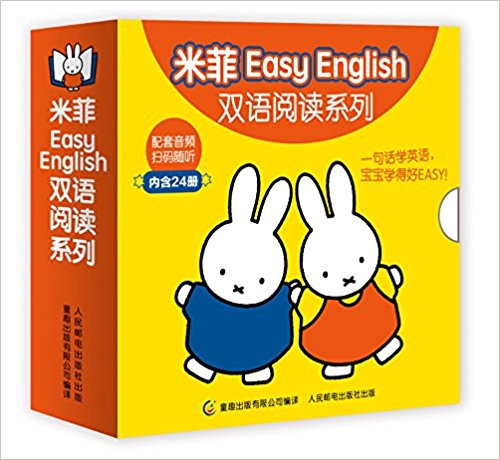 米菲
Easy
English
双语
阅读
系列
童趣出版有限公司编译
人民邮电出版社出版
米菲 Easy English
双语阅读系列
配套音频
扫码随听
内含24册
一句话学英语，
宝宝学得好EASY!
童趣出版有限公司编译 人民邮电出版社出版